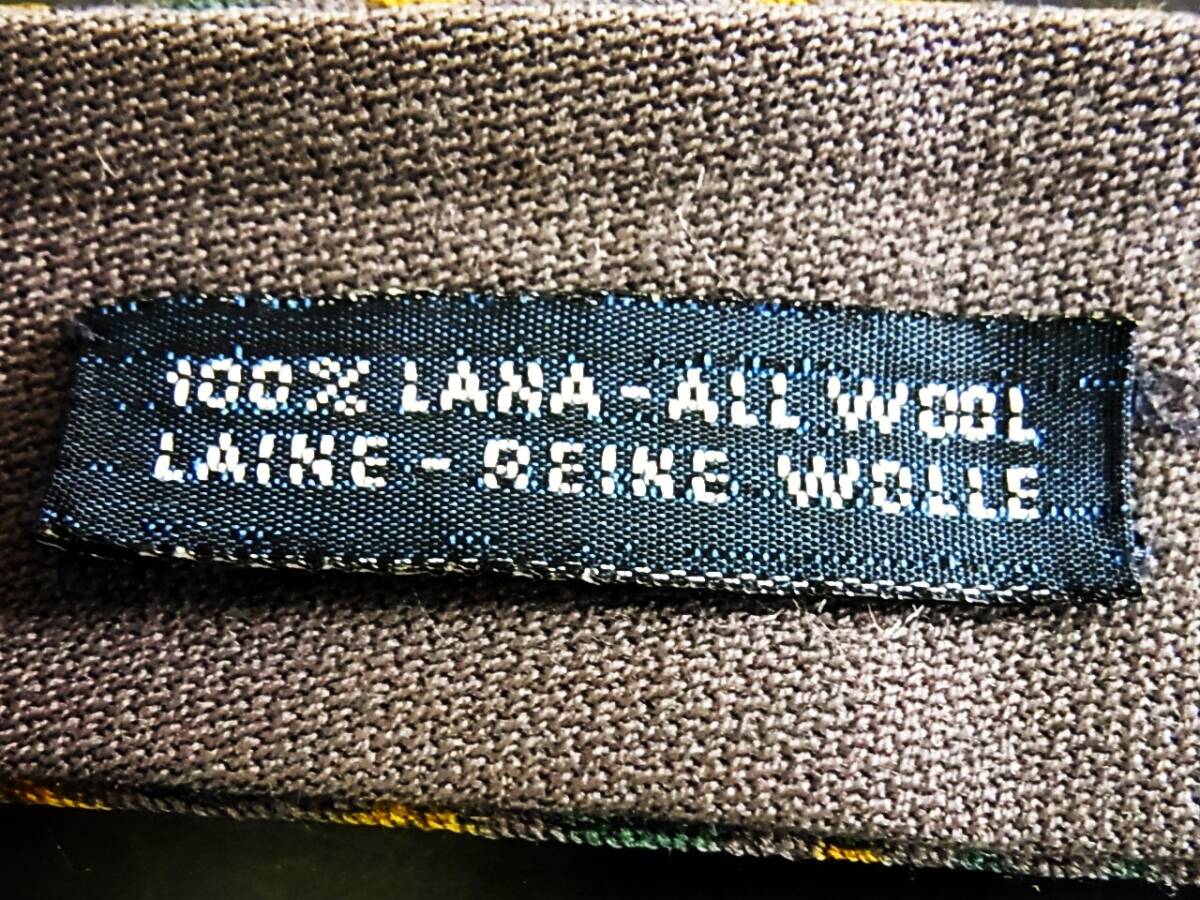 100% LANA - ALL WOOL
LAINE - REINE WOLLE